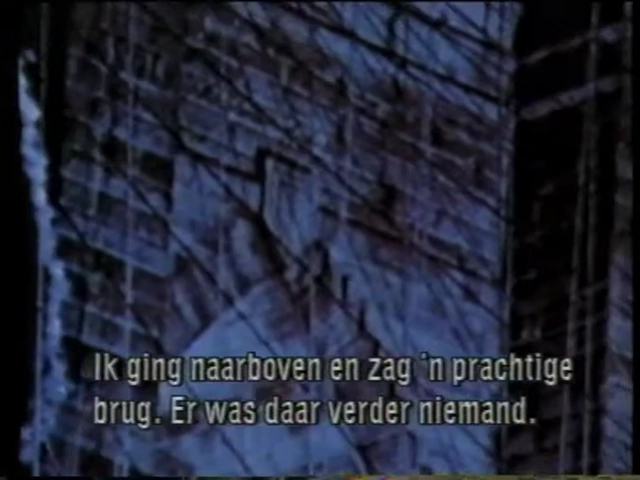 Ik ging naarboven en zag 'n prachtige
brug. Er was daar verder niemand.